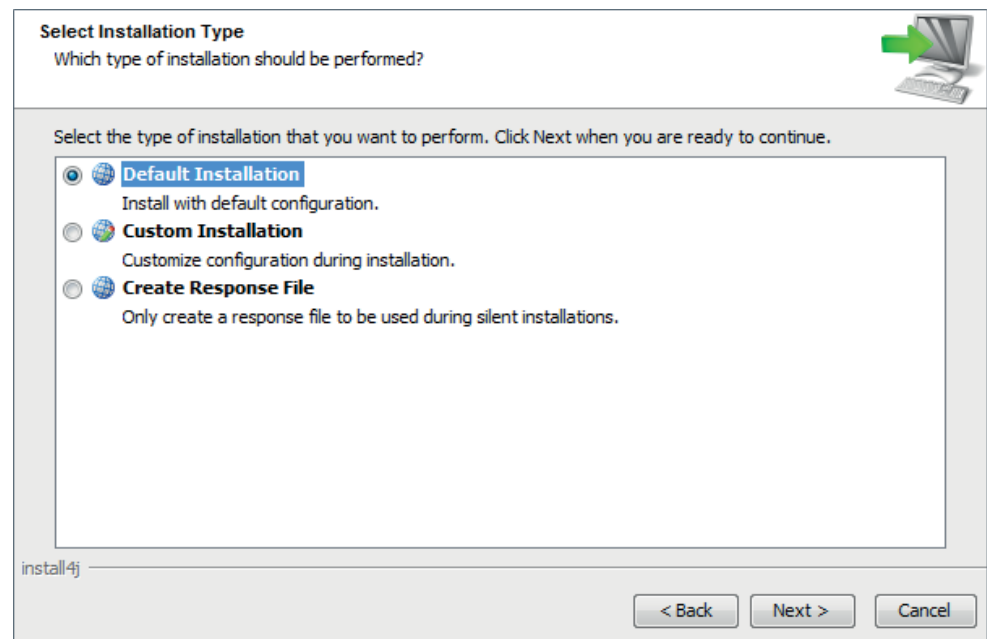 Select Installation Type
Which type of installation should be performed?
Select the type of installation that you want to perform. Click Next when you are ready to continue.
Default Installation
Install with default configuration.
Custom Installation
Customize configuration during installation.
Create Response File
Only create a response file to be used during silent installations.
install4j
< Back Next > Cancel